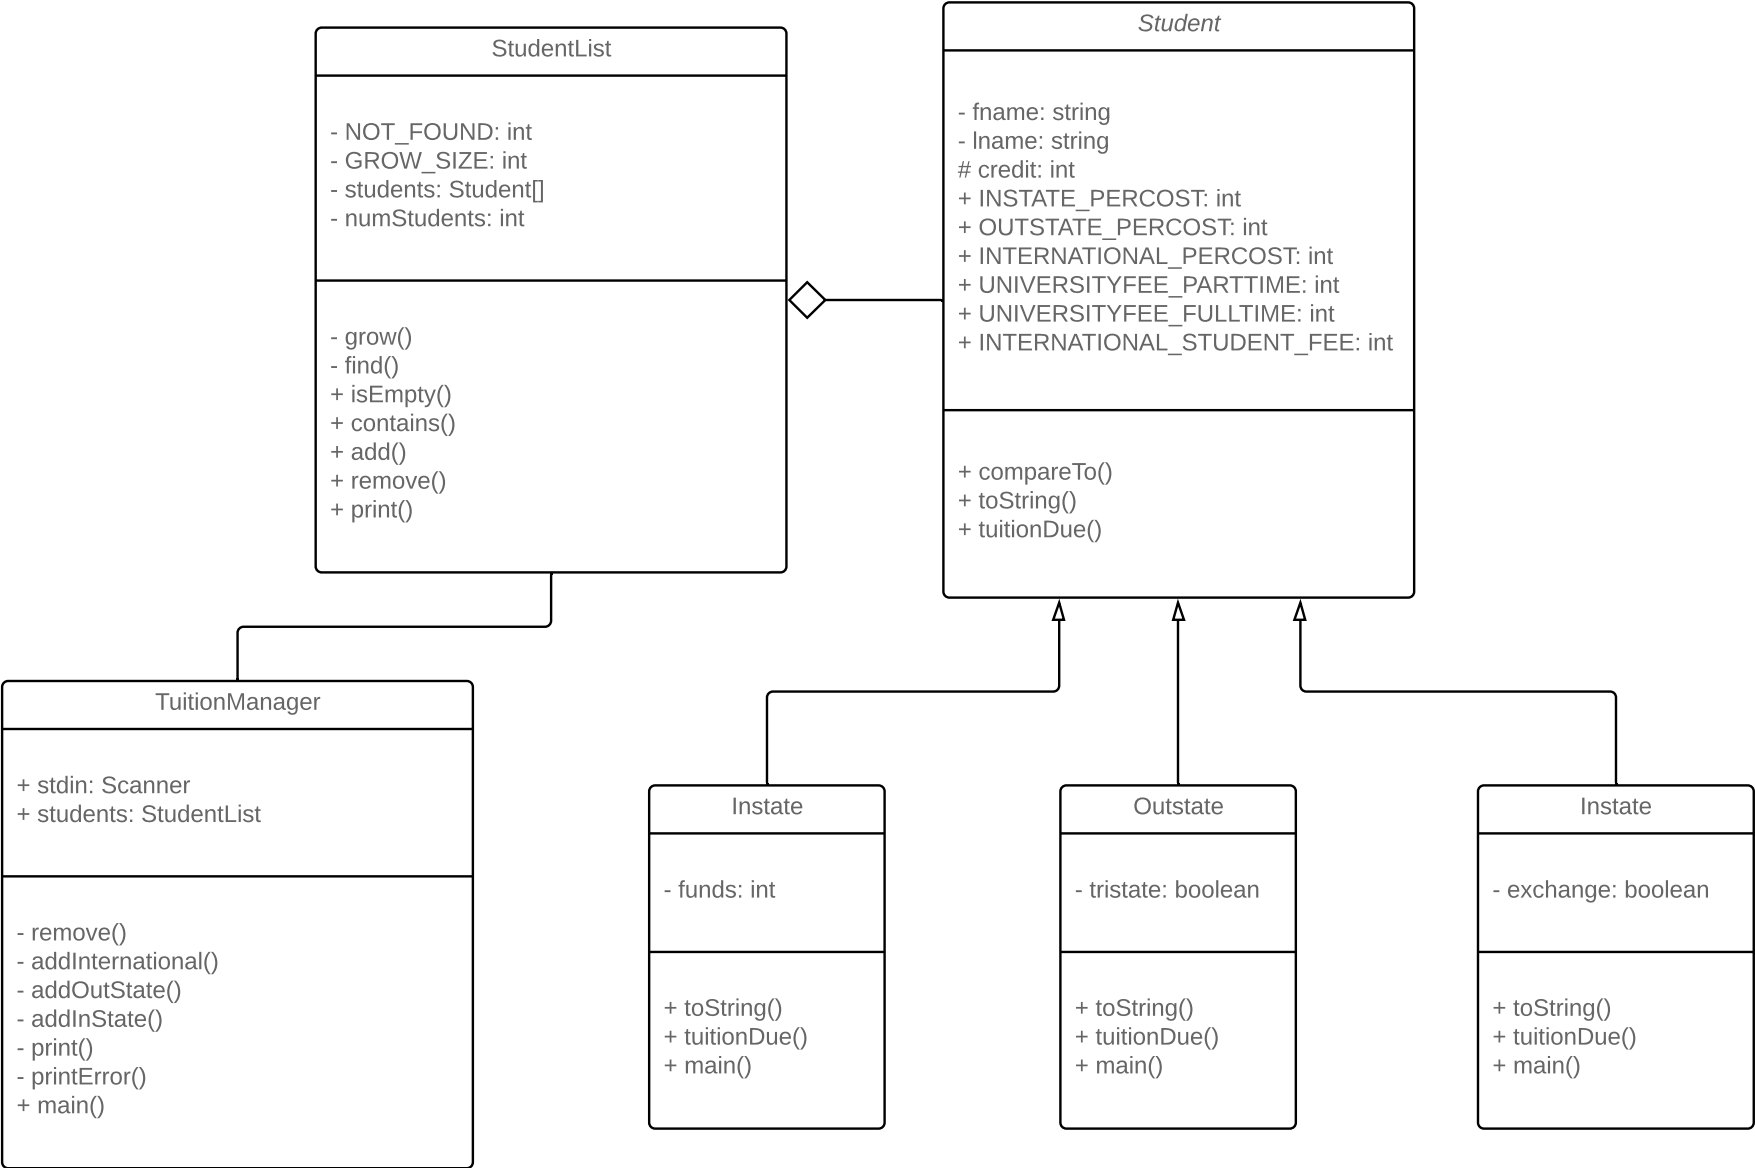 StudentList
- NOT_FOUND: int
- GROW_SIZE: int
- students: Student[]
- numStudents: int
- grow()
- find()
+ isEmpty()
+ contains()
+ add()
+ remove()
+ print()
Student
- fname: string
- lname: string
# credit: int
+ INSTATE_PERCOST: int
+ OUTSTATE_PERCOST: int
+ INTERNATIONAL_PERCOST: int
+ UNIVERSITYFEE_PARTTIME: int
+ UNIVERSITYFEE_FULLTIME: int
+ INTERNATIONAL_STUDENT_FEE: int
+ compareTo()
+ toString()
+ tuitionDue()
TuitionManager
+ stdin: Scanner
+ students: StudentList
- remove()
- addInternational()
- addOutState()
- addInState()
- print()
- printError()
+ main()
Instate
- funds: int
+ toString()
+ tuitionDue()
+ main()
Outstate
- tristate: boolean
+ toString()
+ tuitionDue()
+ main()
Instate
- exchange: boolean
+ toString()
+ tuitionDue()
+ main()